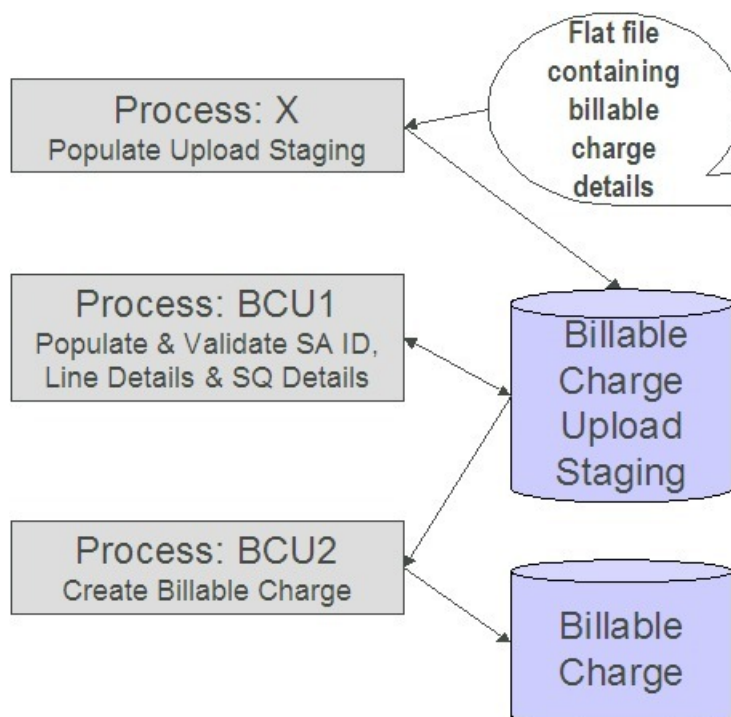 Flat file
containing
billable
charge
details
Process: X
Populate Upload Staging
Process: BCU1
Populate & Validate SA ID,
Line Details & SQ Details
Billable
Charge
Upload
Staging
Process: BCU2
Create Billable Charge
Billable
Charge